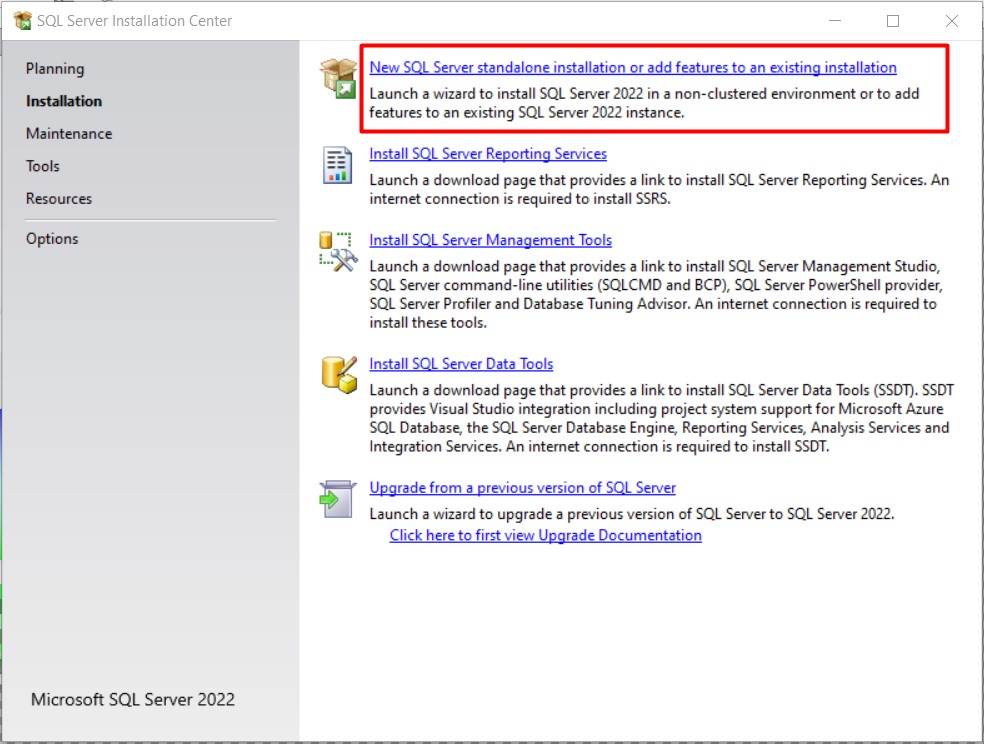 SQL Server Installation Center
Planning
Installation
Maintenance
Tools
Resources
Options
Microsoft SQL Server 2022
New SQL Server standalone installation or add features to an existing installation
Launch a wizard to install SQL Server 2022 in a non-clustered environment or to add
features to an existing SQL Server 2022 instance.
Install SQL Server Reporting Services
Launch a download page that provides a link to install SQL Server Reporting Services. An
internet connection is required to install SSRS.
Install SQL Server Management Tools
Launch a download page that provides a link to install SQL Server Management Studio,
SQL Server command-line utilities (SQLCMD and BCP), SQL Server PowerShell provider,
SQL Server Profiler and Database Tuning Advisor. An internet connection is required to
install these tools.
Install SQL Server Data Tools
Launch a download page that provides a link to install SQL Server Data Tools (SSDT). SSDT
provides Visual Studio integration including project system support for Microsoft Azure
SQL Database, the SQL Server Database Engine, Reporting Services, Analysis Services and
Integration Services. An internet connection is required to install SSDT.
Upgrade from a previous version of SQL Server
Launch a wizard to upgrade a previous version of SQL Server to SQL Server 2022.
Click here to first view Upgrade Documentation